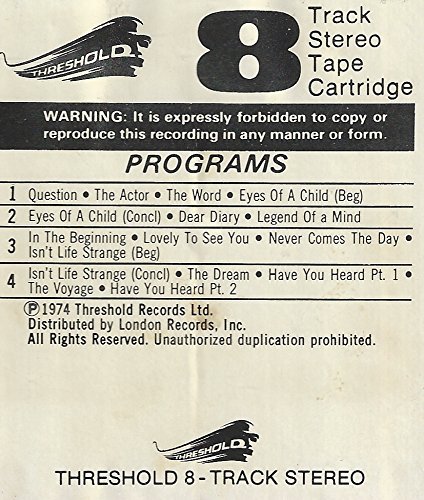 THRESHOLD
8 Track
Stereo
Tape
Cartridge
WARNING: It is expressly forbidden to copy or
reproduce this recording in any manner or form.
PROGRAMS
1 Question • The Actor • The Word • Eyes Of A Child (Beg)
2 Eyes Of A Child (Concl) • Dear Diary • Legend Of a Mind
3 In The Beginning • Lovely To See You • Never Comes The Day •
Isn't Life Strange (Beg)
4 Isn't Life Strange (Concl) • The Dream • Have You Heard Pt. 1 •
The Voyage • Have You Heard Pt. 2
Ⓟ1974 Threshold Records Ltd.
Distributed by London Records, Inc.
All Rights Reserved. Unauthorized duplication prohibited.
THRESHOLD
THRESHOLD 8-TRACK STEREO